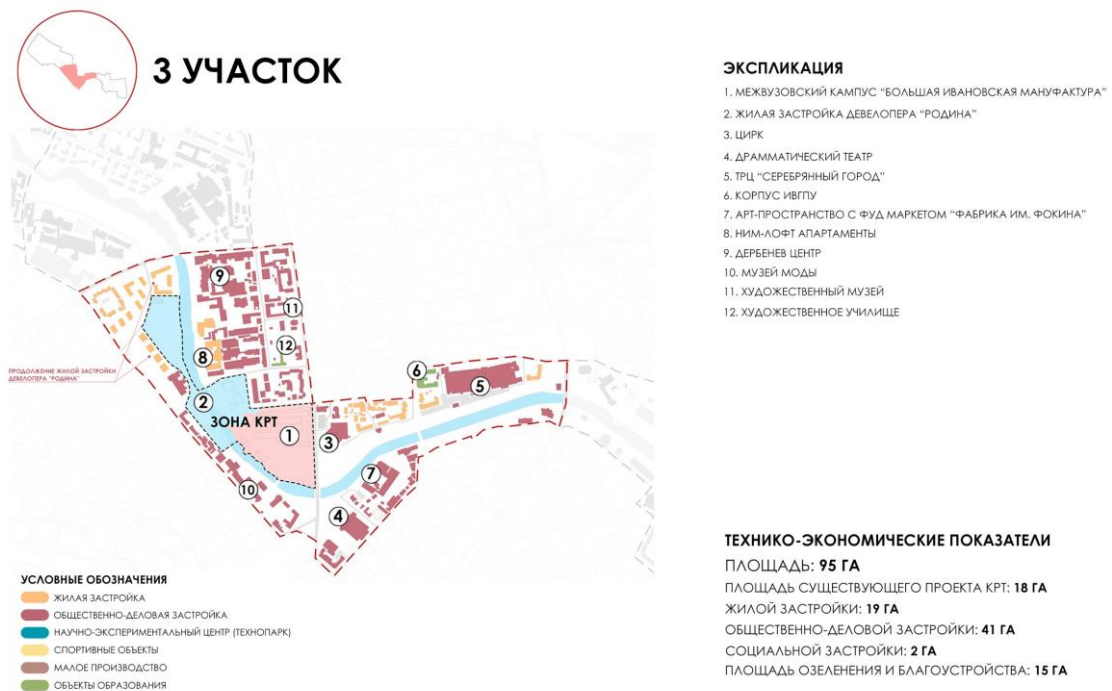 3 УЧАСТОК
9
11
12
8
6
5
ПРОДОЛЖЕНИЕ ЖИЛОЙ ЗАСТРОЙКИ
ДЕВЕЛОПЕРА "РОДИНА"
2
ЗОНА КРТ
1
3
7
10
4
УСЛОВНЫЕ ОБОЗНАЧЕНИЯ
ЖИЛАЯ ЗАСТРОЙКА
ОБЩЕСТВЕННО-ДЕЛОВАЯ ЗАСТРОЙКА
НАУЧНО-ЭКСПЕРИМЕНТАЛЬНЫЙ ЦЕНТР (ТЕХНОПАРК)
СПОРТИВНЫЕ ОБЪЕКТЫ
МАЛОЕ ПРОИЗВОДСТВО
ОБЪЕКТЫ ОБРАЗОВАНИЯ
ЭКСПЛИКАЦИЯ
1. МЕЖВУЗОВСКИЙ КАМПУС "БОЛЬШАЯ ИВАНОВСКАЯ МАНУФАКТУРА"
2. ЖИЛАЯ ЗАСТРОЙКА ДЕВЕЛОПЕРА "РОДИНА"
3. ЦИРК
4. ДРАММАТИЧЕСКИЙ ТЕАТР
5. ТРЦ "СЕРЕБРЯННЫЙ ГОРОД"
6. КОРПУС ИВГПУ
7. АРТ-ПРОСТРАНСТВО С ФУД МАРКЕТОМ "ФАБРИКА ИМ. ФОКИНА"
8. НИМ-ЛОФТ АПАРТАМЕНТЫ
9. ДЕРБЕНЕВ ЦЕНТР
10. МУЗЕЙ МОДЫ
11. ХУДОЖЕСТВЕННЫЙ МУЗЕЙ
12. ХУДОЖЕСТВЕННОЕ УЧИЛИЩЕ
ТЕХНИКО-ЭКОНОМИЧЕСКИЕ ПОКАЗАТЕЛИ
ПЛОЩАДЬ: 95 ГА
ПЛОЩАДЬ СУЩЕСТВУЮЩЕГО ПРОЕКТА КРТ: 18 ГА
ЖИЛОЙ ЗАСТРОЙКИ: 19 ГА
ОБЩЕСТВЕННО-ДЕЛОВОЙ ЗАСТРОЙКИ: 41 ГА
СОЦИАЛЬНОЙ ЗАСТРОЙКИ: 2 ГА
ПЛОЩАДЬ ОЗЕЛЕНЕНИЯ И БЛАГОУСТРОЙСТВА: 15 ГА